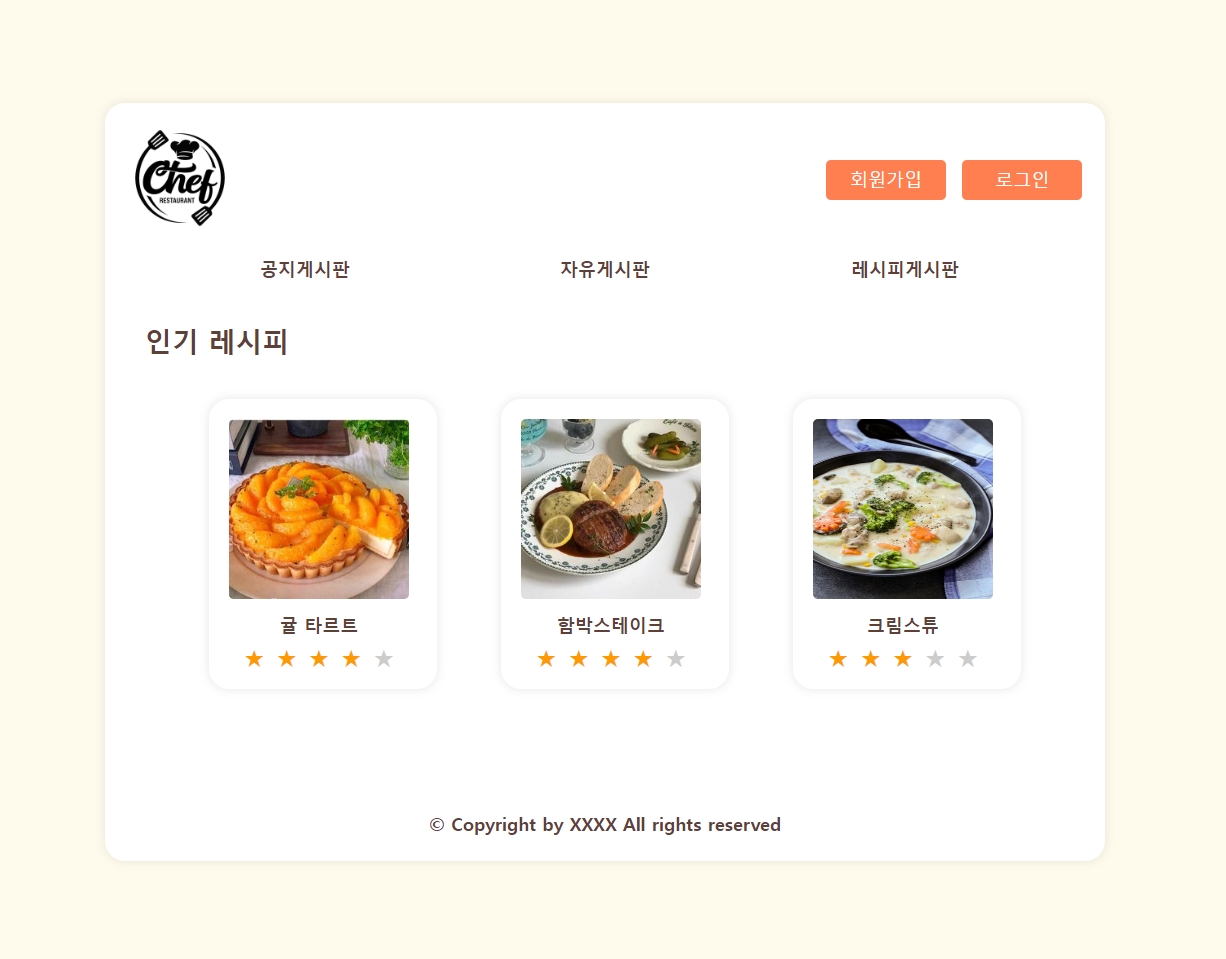 Chef
RESTAURANT
회원가입 로그인
공지게시판 자유게시판 레시피게시판
인기 레시피
귤 타르트 함박스테이크 크림스튜
★ ★ ★ ★ ★ ★ ★ ★ ★ ★ ★ ★ ★ ★ ★
© Copyright by XXXX All rights reserved